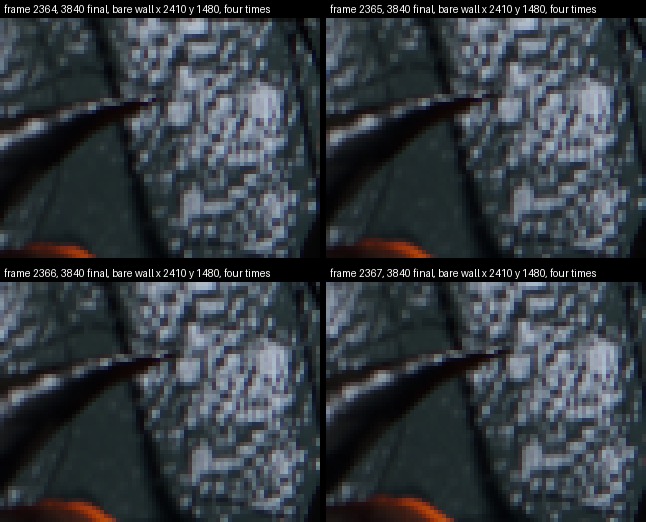 frame 2364, 3840 final, bare wall x 2410 y 1480, four times
frame 2365, 3840 final, bare wall x 2410 y 1480, four times
frame 2366, 3840 final, bare wall x 2410 y 1480, four times
frame 2367, 3840 final, bare wall x 2410 y 1480, four times